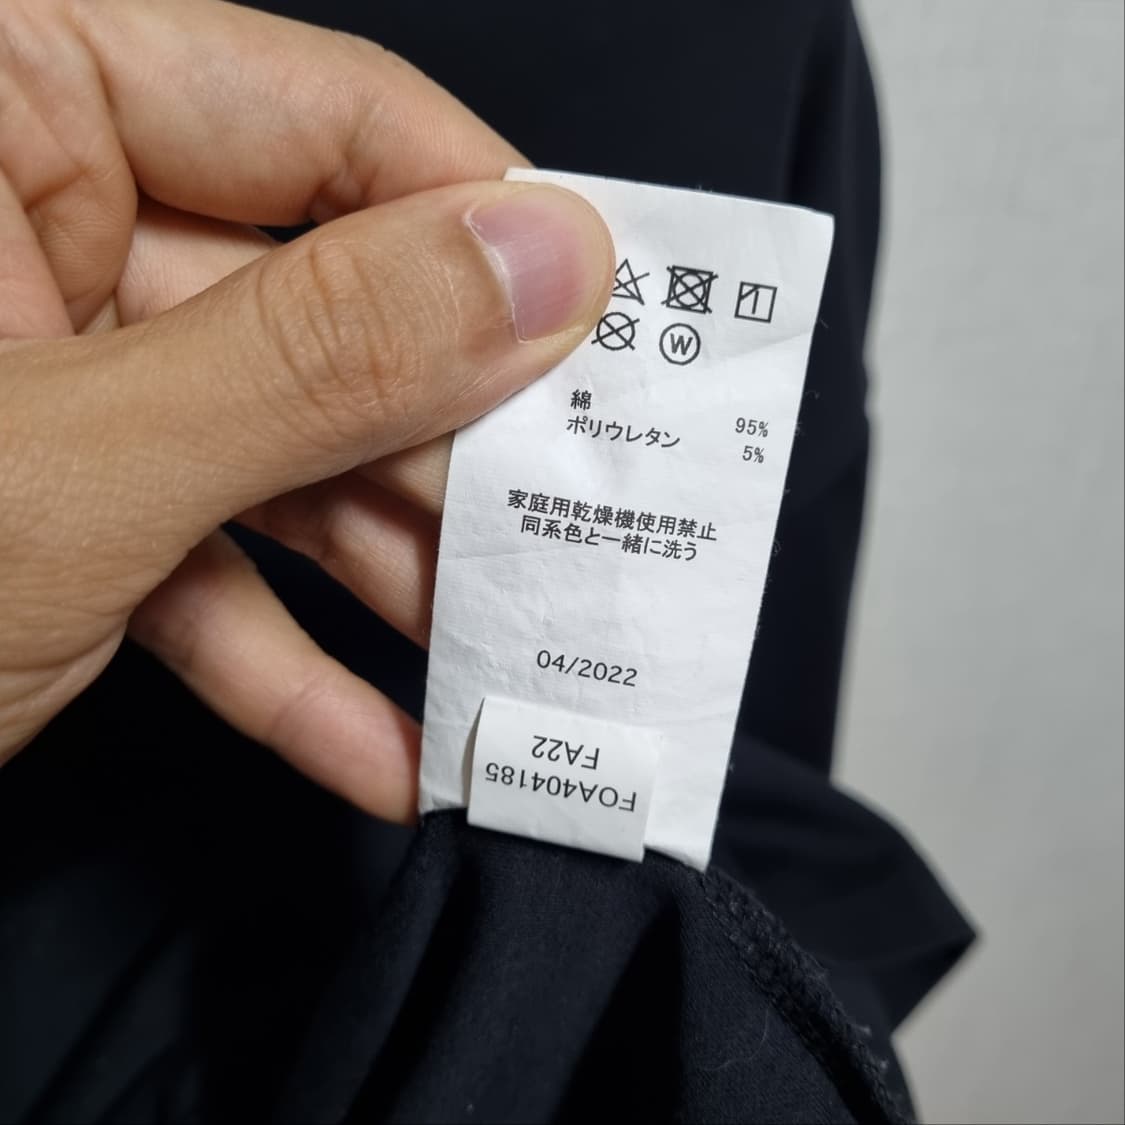 W
綿 95%
ポリウレタン 5%
家庭用乾燥機使用禁止
同系色と一緒に洗う
04/2022
FOA404185
FA22